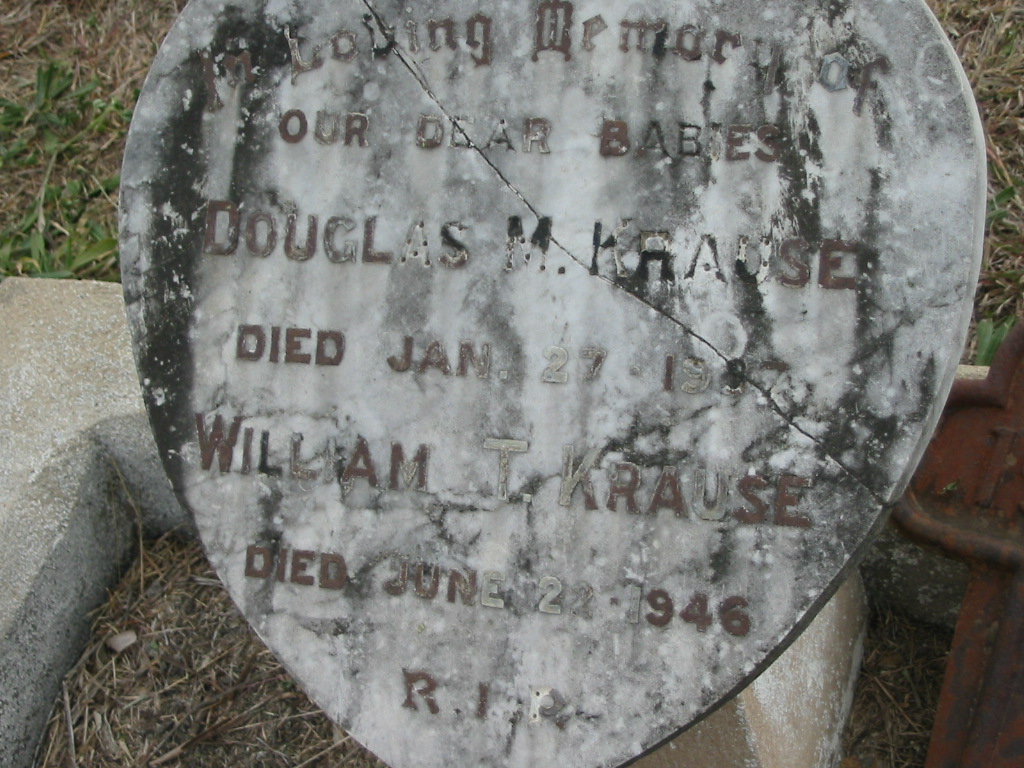 In Loving Memory of
OUR DEAR BABIES
DOUGLAS M. KRAUSE
DIED JAN. 27
WILLIAM T. KRAUSE
DIED JUNE 22 1946
R.I.P.